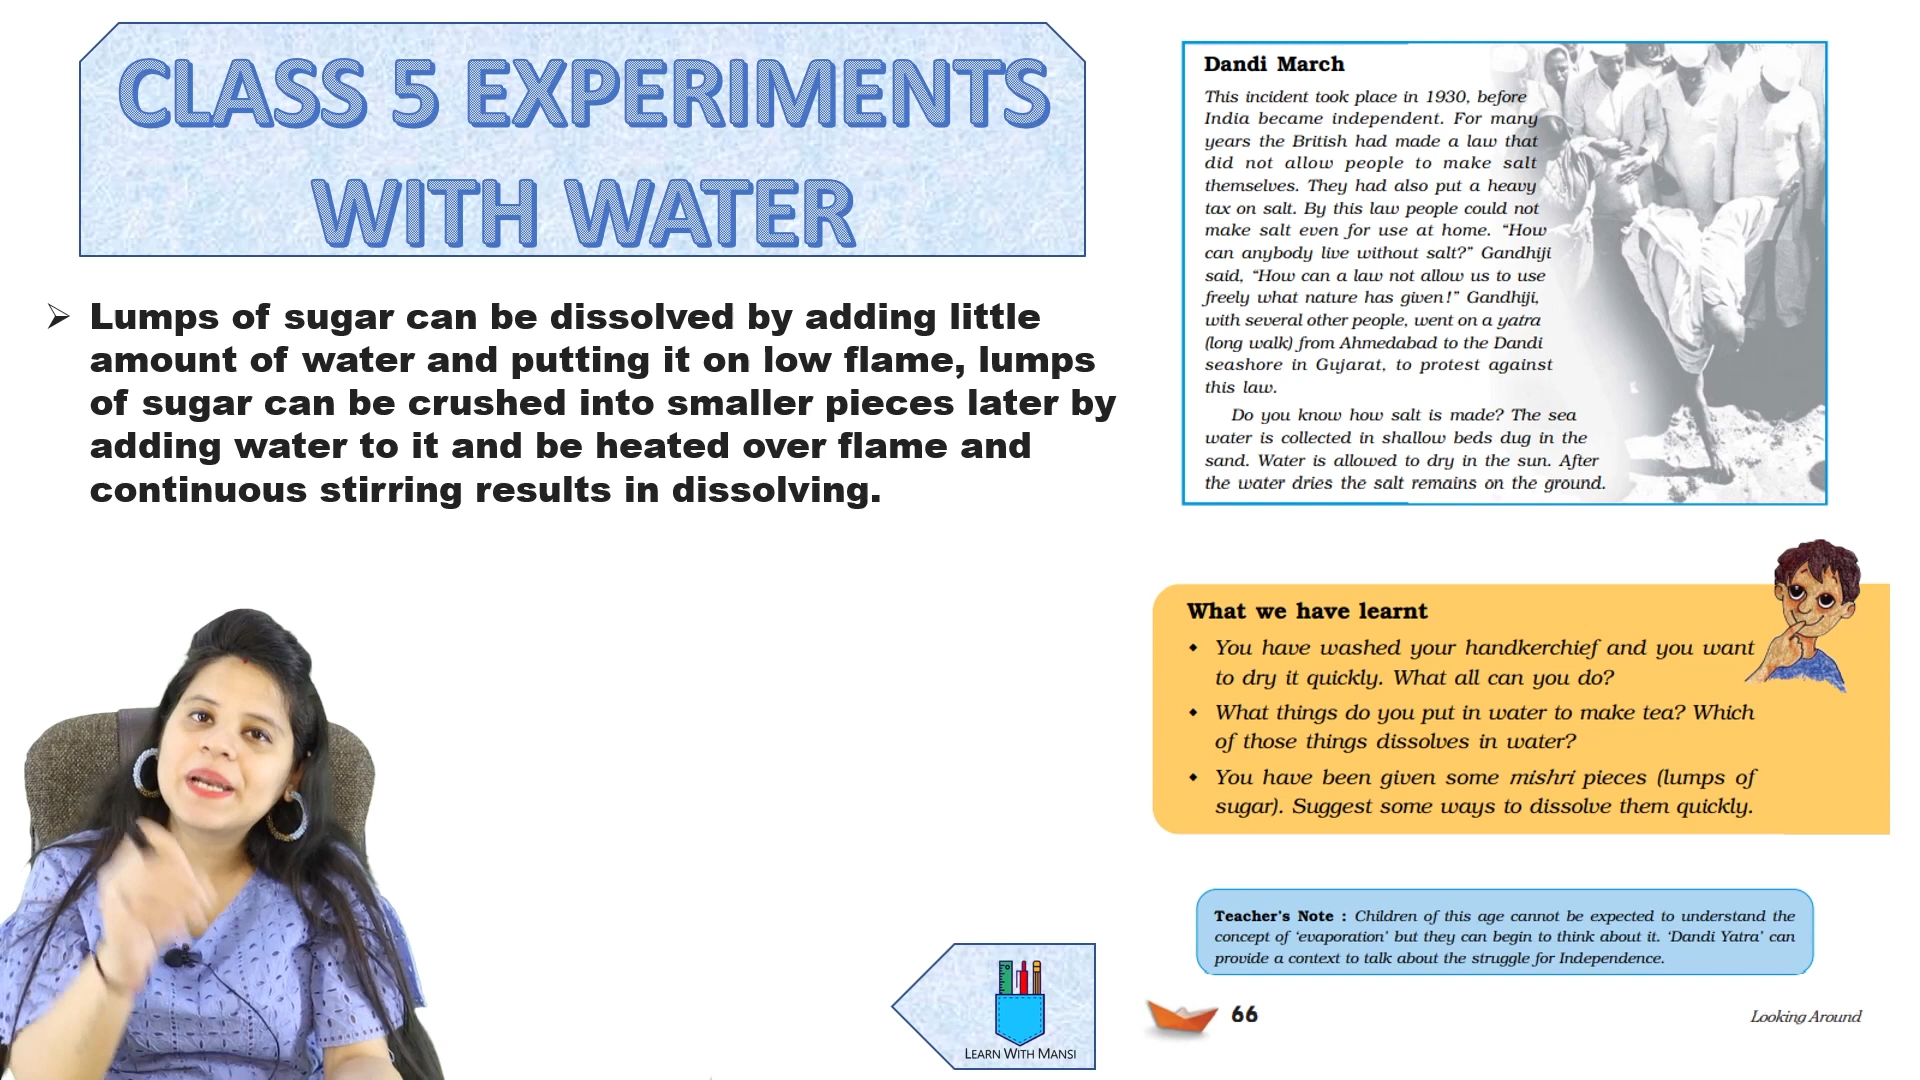 CLASS 5 EXPERIMENTS
WITH WATER
➢ Lumps of sugar can be dissolved by adding little
amount of water and putting it on low flame, lumps
of sugar can be crushed into smaller pieces later by
adding water to it and be heated over flame and
continuous stirring results in dissolving.
LEARN WITH MANSI
Dandi March
This incident took place in 1930, before
India became independent. For many
years the British had made a law that
did not allow people to make salt
themselves. They had also put a heavy
tax on salt. By this law people could not
make salt even for use at home. “How
can anybody live without salt?” Gandhiji
said, “How can a law not allow us to use
freely what nature has given!” Gandhiji,
with several other people, went on a yatra
(long walk) from Ahmedabad to the Dandi
seashore in Gujarat, to protest against
this law.
Do you know how salt is made? The sea
water is collected in shallow beds dug in the
sand. Water is allowed to dry in the sun. After
the water dries the salt remains on the ground.
What we have learnt
• You have washed your handkerchief and you want
to dry it quickly. What all can you do?
• What things do you put in water to make tea? Which
of those things dissolves in water?
• You have been given some mishri pieces (lumps of
sugar). Suggest some ways to dissolve them quickly.
Teacher's Note : Children of this age cannot be expected to understand the
concept of ‘evaporation’ but they can begin to think about it. ‘Dandi Yatra’ can
provide a context to talk about the struggle for Independence.
66
Looking Around